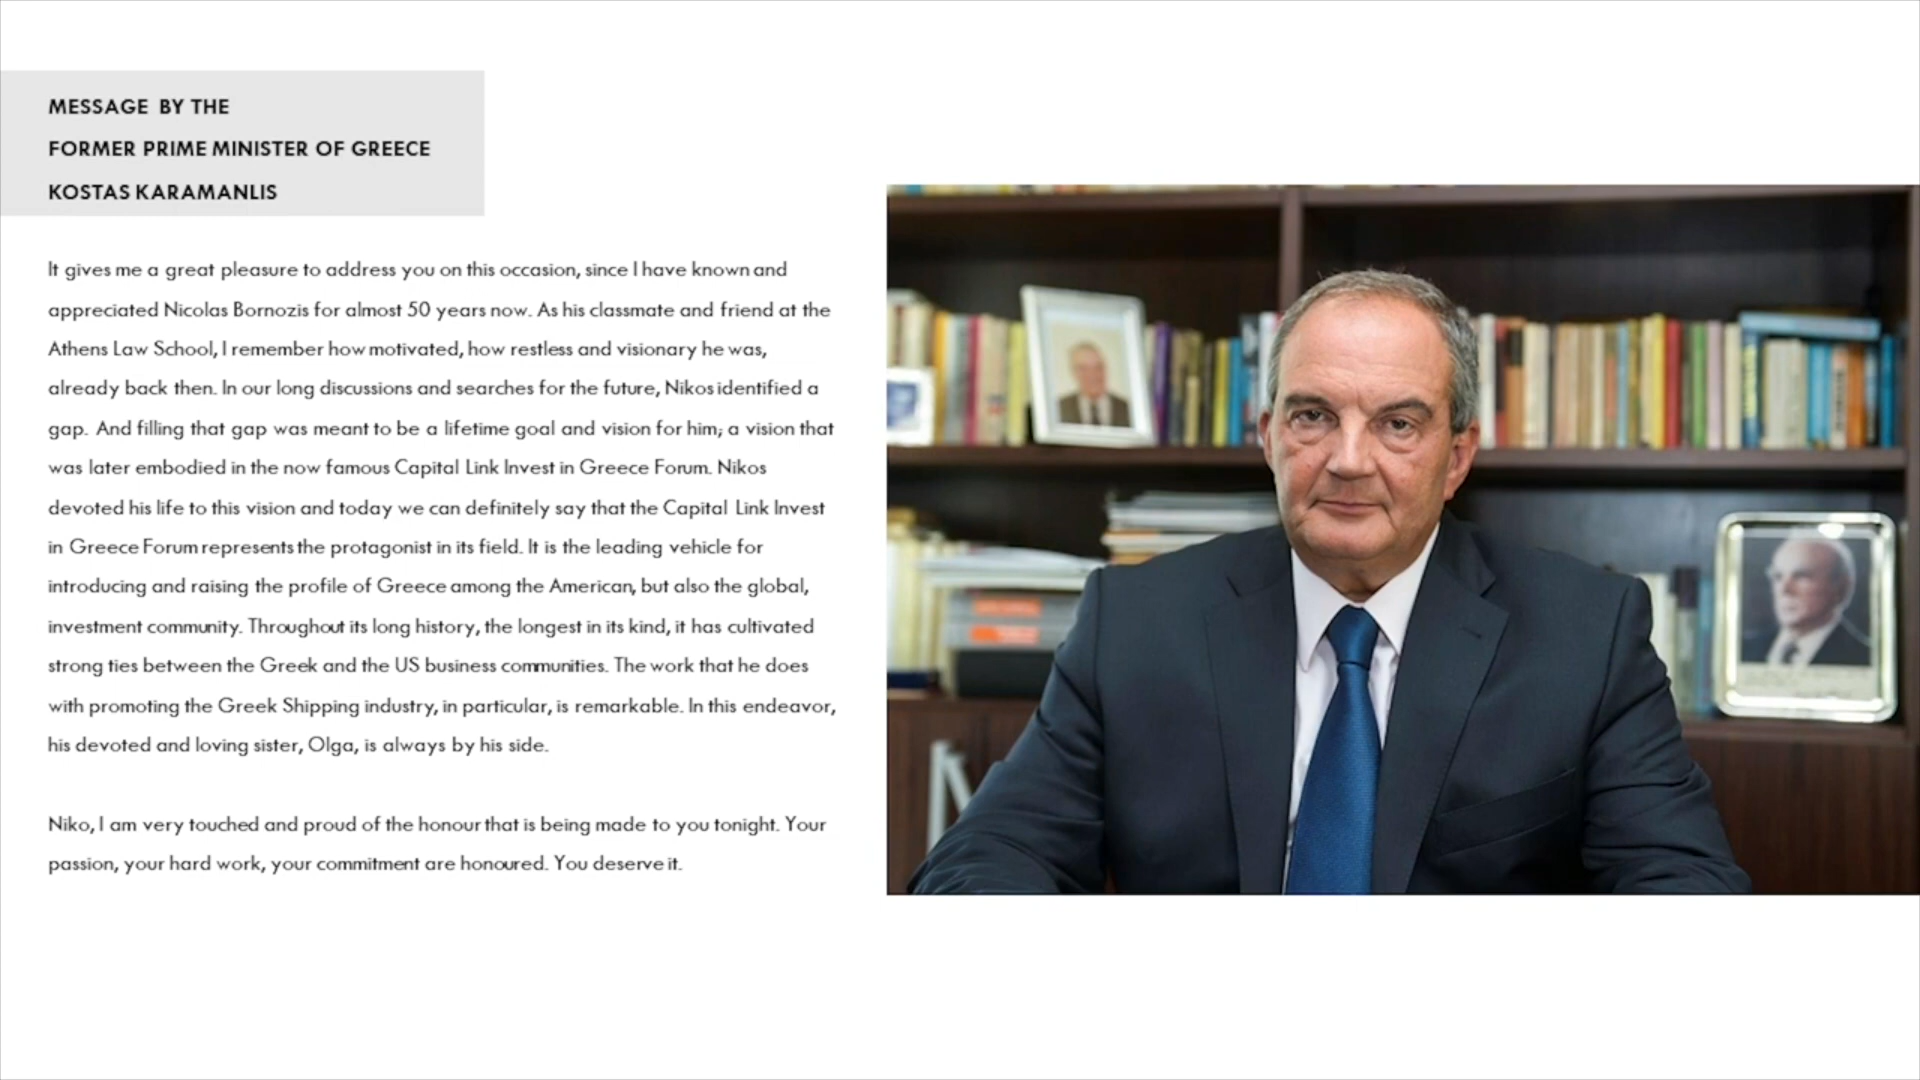 MESSAGE BY THE
FORMER PRIME MINISTER OF GREECE
KOSTAS KARAMANLIS
It gives me a great pleasure to address you on this occasion, since I have known and
appreciated Nicolas Bornozis for almost 50 years now. As his classmate and friend at the
Athens Law School, I remember how motivated, how restless and visionary he was,
already back then. In our long discussions and searches for the future, Nikos identified a
gap. And filling that gap was meant to be a lifetime goal and vision for him; a vision that
was later embodied in the now famous Capital Link Invest in Greece Forum. Nikos
devoted his life to this vision and today we can definitely say that the Capital Link Invest
in Greece Forum represents the protagonist in its field. It is the leading vehicle for
introducing and raising the profile of Greece among the American, but also the global,
investment community. Throughout its long history, the longest in its kind, it has cultivated
strong ties between the Greek and the US business communities. The work that he does
with promoting the Greek Shipping industry, in particular, is remarkable. In this endeavor,
his devoted and loving sister, Olga, is always by his side.
Niko, I am very touched and proud of the honour that is being made to you tonight. Your
passion, your hard work, your commitment are honoured. You deserve it.